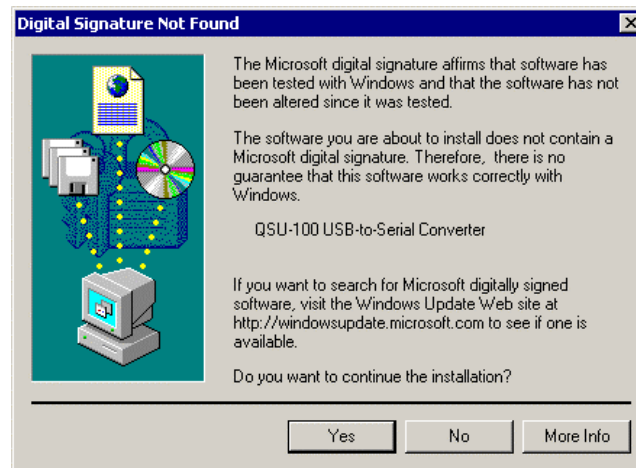 Digital Signature Not Found
The Microsoft digital signature affirms that software has
been tested with Windows and that the software has not
been altered since it was tested.
The software you are about to install does not contain a
Microsoft digital signature. Therefore, there is no
guarantee that this software works correctly with
Windows.
QSU-100 USB-to-Serial Converter
If you want to search for Microsoft digitally signed
software, visit the Windows Update Web site at
http://windowsupdate.microsoft.com to see if one is
available.
Do you want to continue the installation?
Yes No More Info